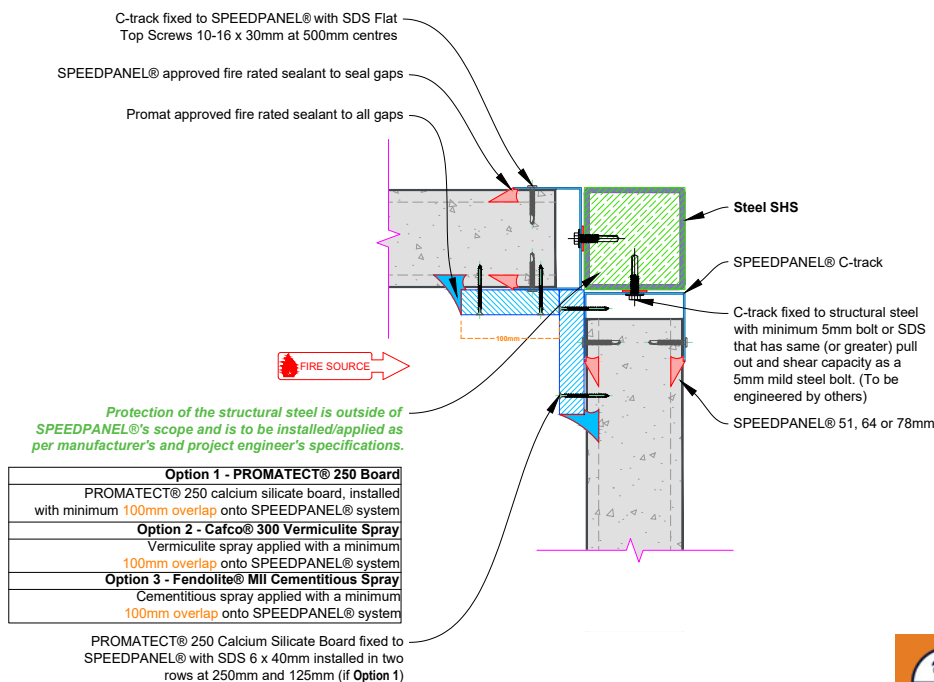 C-track fixed to SPEEDPANEL® with SDS Flat
Top Screws 10-16 x 30mm at 500mm centres
SPEEDPANEL® approved fire rated sealant to seal gaps
Promat approved fire rated sealant to all gaps
Steel SHS
SPEEDPANEL® C-track
C-track fixed to structural steel
with minimum 5mm bolt or SDS
that has same (or greater) pull
out and shear capacity as a
5mm mild steel bolt. (To be
engineered by others)
SPEEDPANEL® 51, 64 or 78mm
100mm
FIRE SOURCE
Protection of the structural steel is outside of
SPEEDPANEL®'s scope and is to be installed/applied as
per manufacturer's and project engineer's specifications.
Option 1 - PROMATECT® 250 Board
PROMATECT® 250 calcium silicate board, installed
with minimum 100mm overlap onto SPEEDPANEL® system
Option 2 - Cafco® 300 Vermiculite Spray
Vermiculite spray applied with a minimum
100mm overlap onto SPEEDPANEL® system
Option 3 - Fendolite® MII Cementitious Spray
Cementitious spray applied with a minimum
100mm overlap onto SPEEDPANEL® system
PROMATECT® 250 Calcium Silicate Board fixed to
SPEEDPANEL® with SDS 6 x 40mm installed in two
rows at 250mm and 125mm (if Option 1)